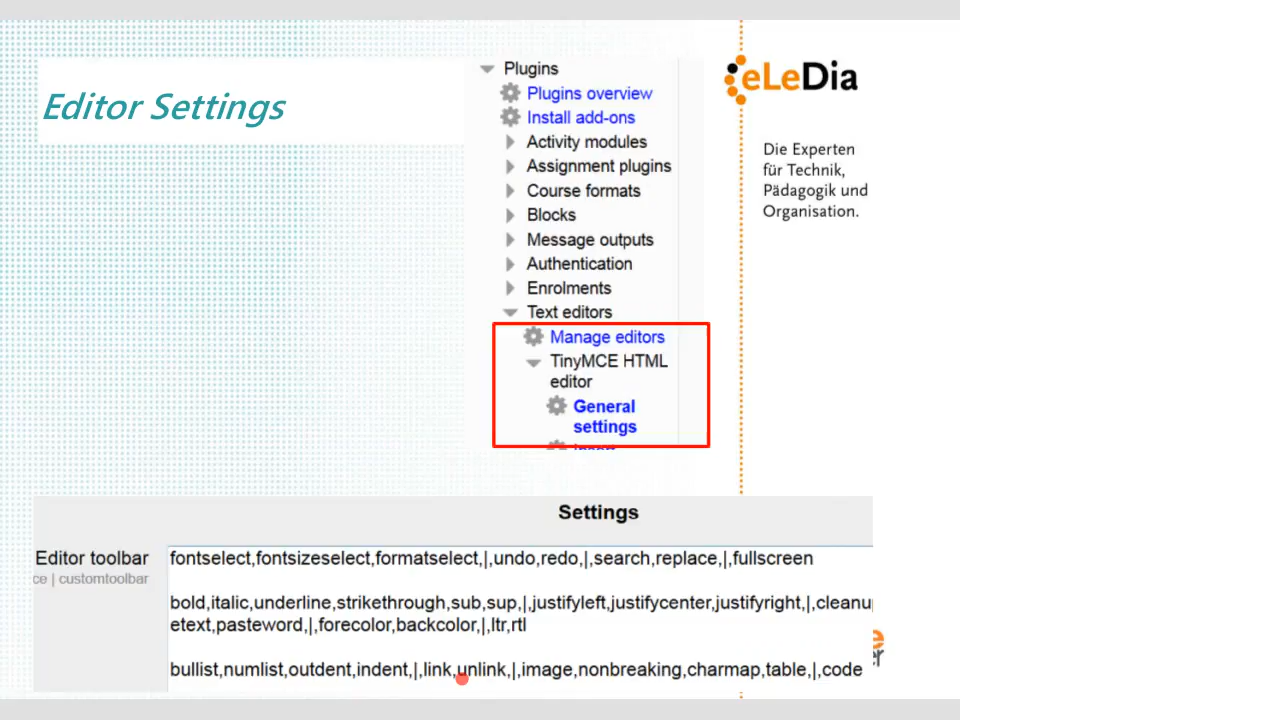 Editor Settings
Plugins
Plugins overview
Install add-ons
Activity modules
Assignment plugins
Course formats
Blocks
Message outputs
Authentication
Enrolments
Text editors
Manage editors
TinyMCE HTML
editor
General
settings
eLeDia
Die Experten
für Technik,
Pädagogik und
Organisation.
Settings
Editor toolbar
ce | customtoolbar
fontselect,fontsizeselect,formatselect,|,undo,redo,|,search,replace,|,fullscreen
bold,italic,underline,strikethrough,sub,sup,|,justifyleft,justifycenter,justifyright,|,cleanup
etext,pasteword,|,forecolor,backcolor,|,ltr,rtl
bullist,numlist,outdent,indent,|,link,unlink,|,image,nonbreaking,charmap,table,|,code